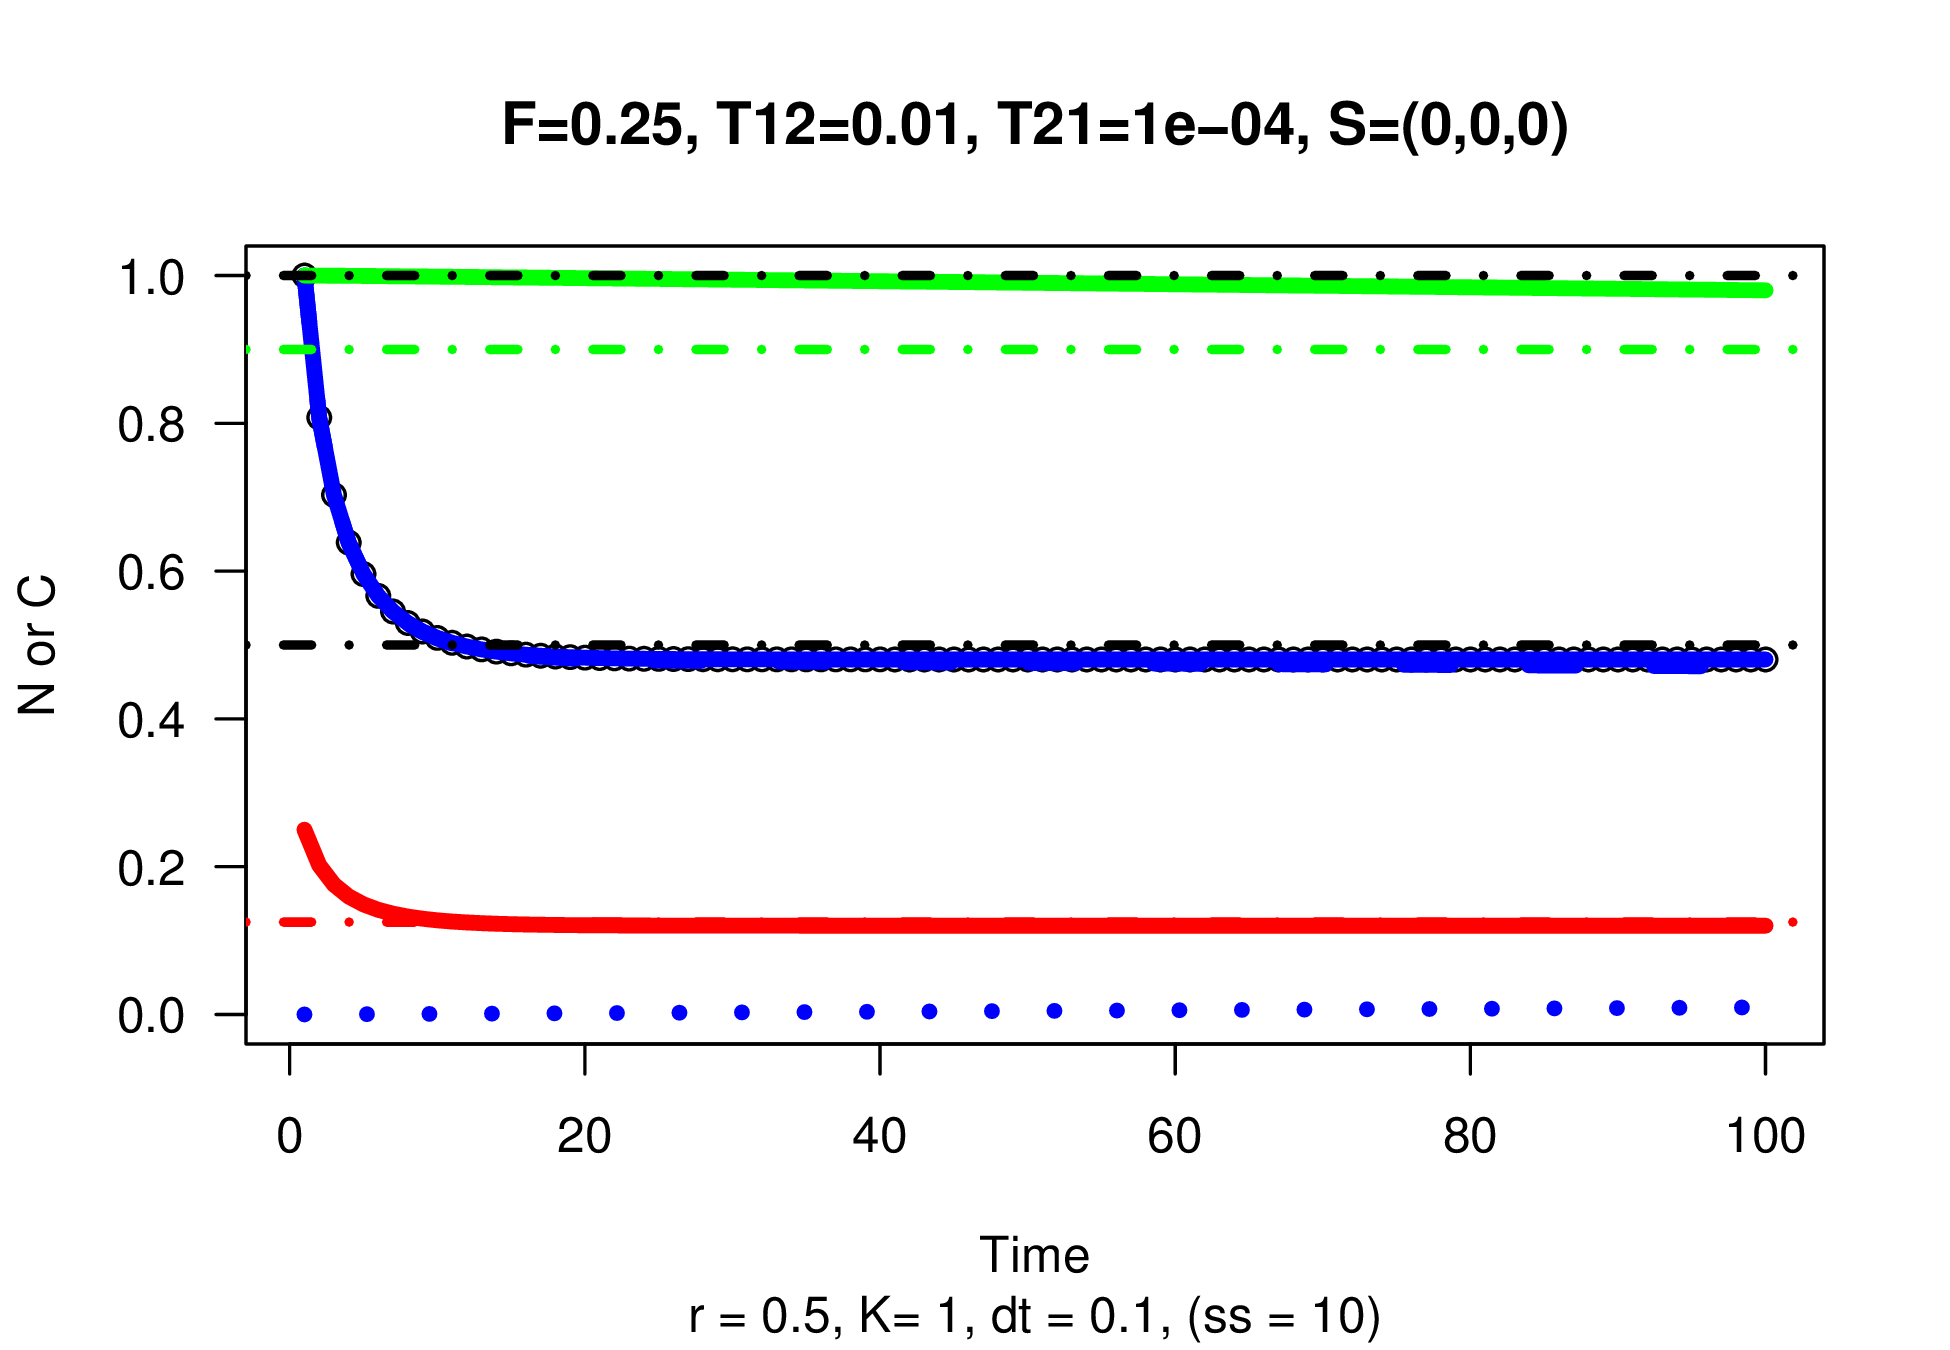 F=0.25, T12=0.01, T21=1e−04, S=(0,0,0)
N or C
1.0
0.8
0.6
0.4
0.2
0.0
0 20 40 60 80 100
Time
r = 0.5, K= 1, dt = 0.1, (ss = 10)